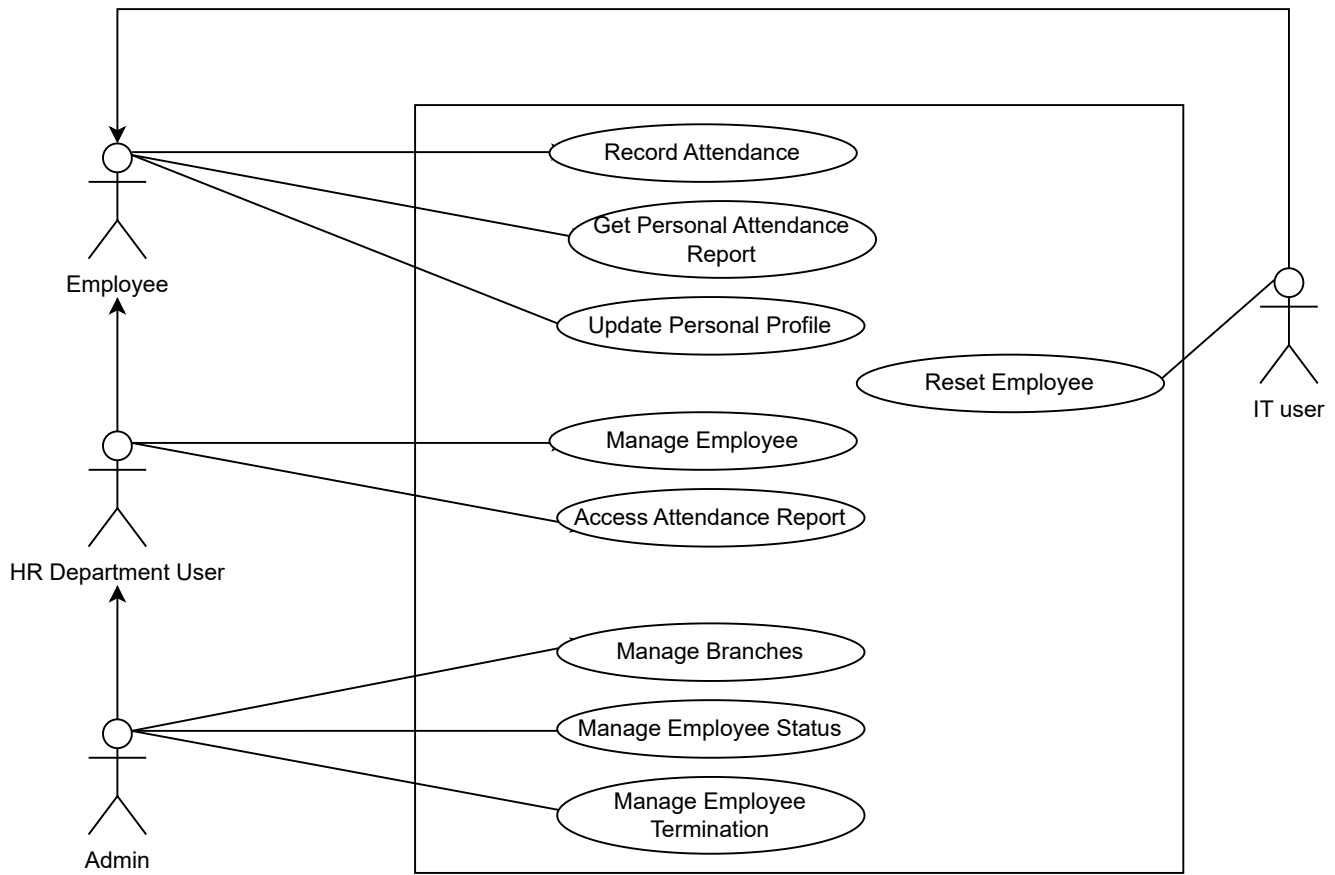 Record Attendance
Get Personal Attendance
Report
Employee
Update Personal Profile
Reset Employee
IT user
Manage Employee
Access Attendance Report
HR Department User
Manage Branches
Manage Employee Status
Manage Employee
Termination
Admin